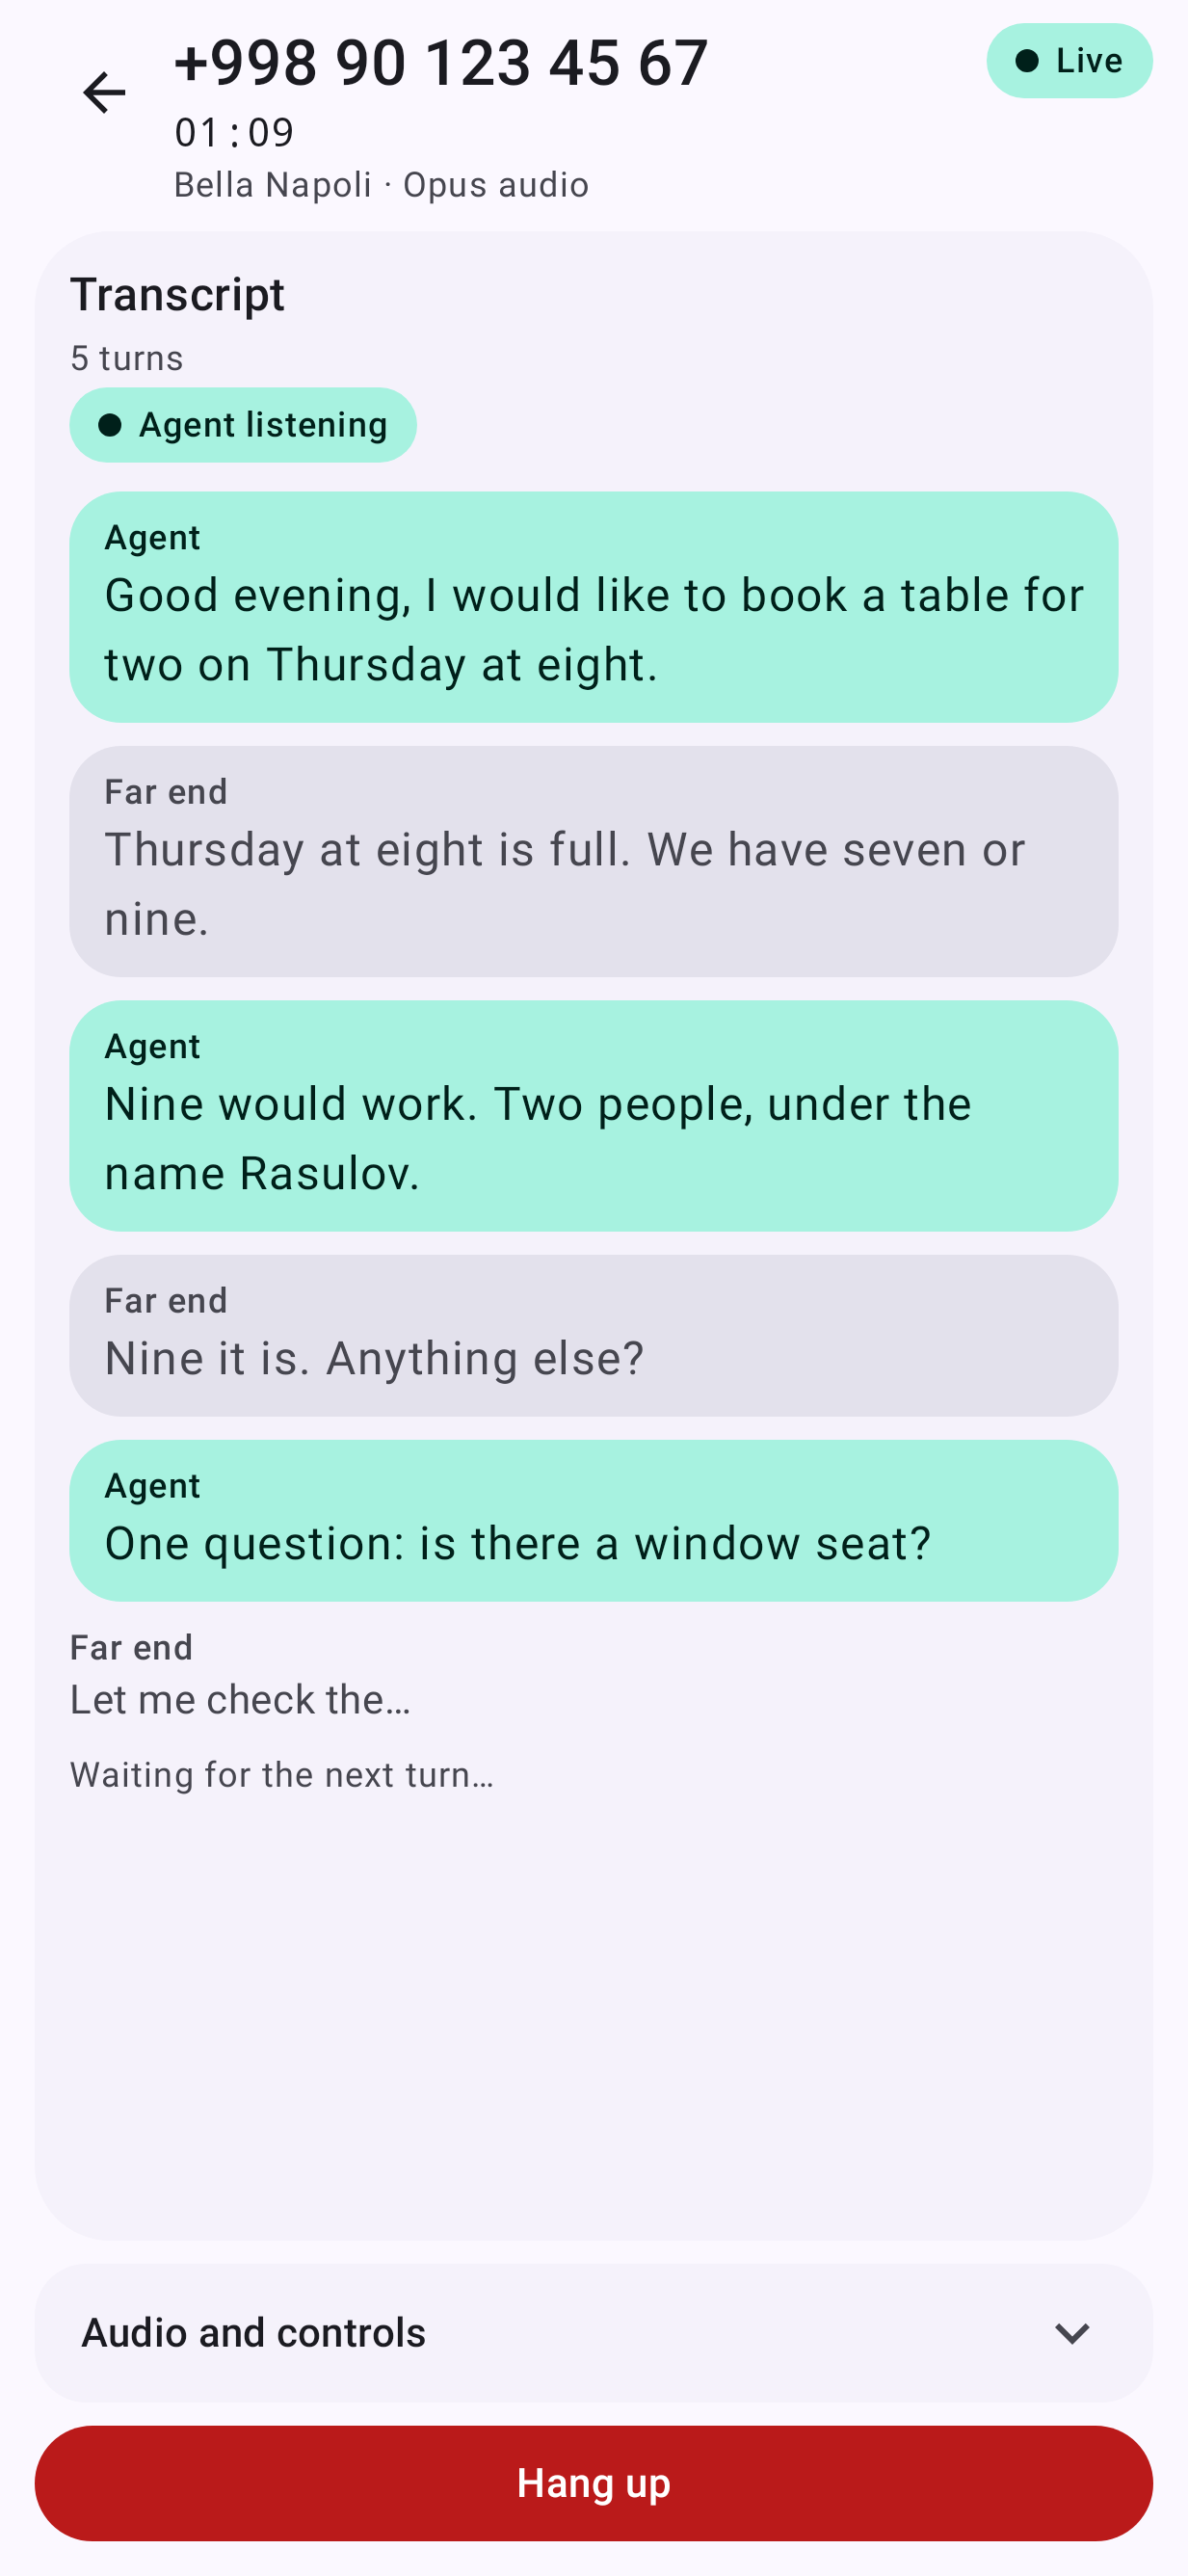 +998 90 123 45 67
Live
01:09
Bella Napoli · Opus audio
Transcript
5 turns
Agent listening
Agent
Good evening, I would like to book a table for
two on Thursday at eight.
Far end
Thursday at eight is full. We have seven or
nine.
Agent
Nine would work. Two people, under the
name Rasulov.
Far end
Nine it is. Anything else?
Agent
One question: is there a window seat?
Far end
Let me check the…
Waiting for the next turn…
Audio and controls
Hang up